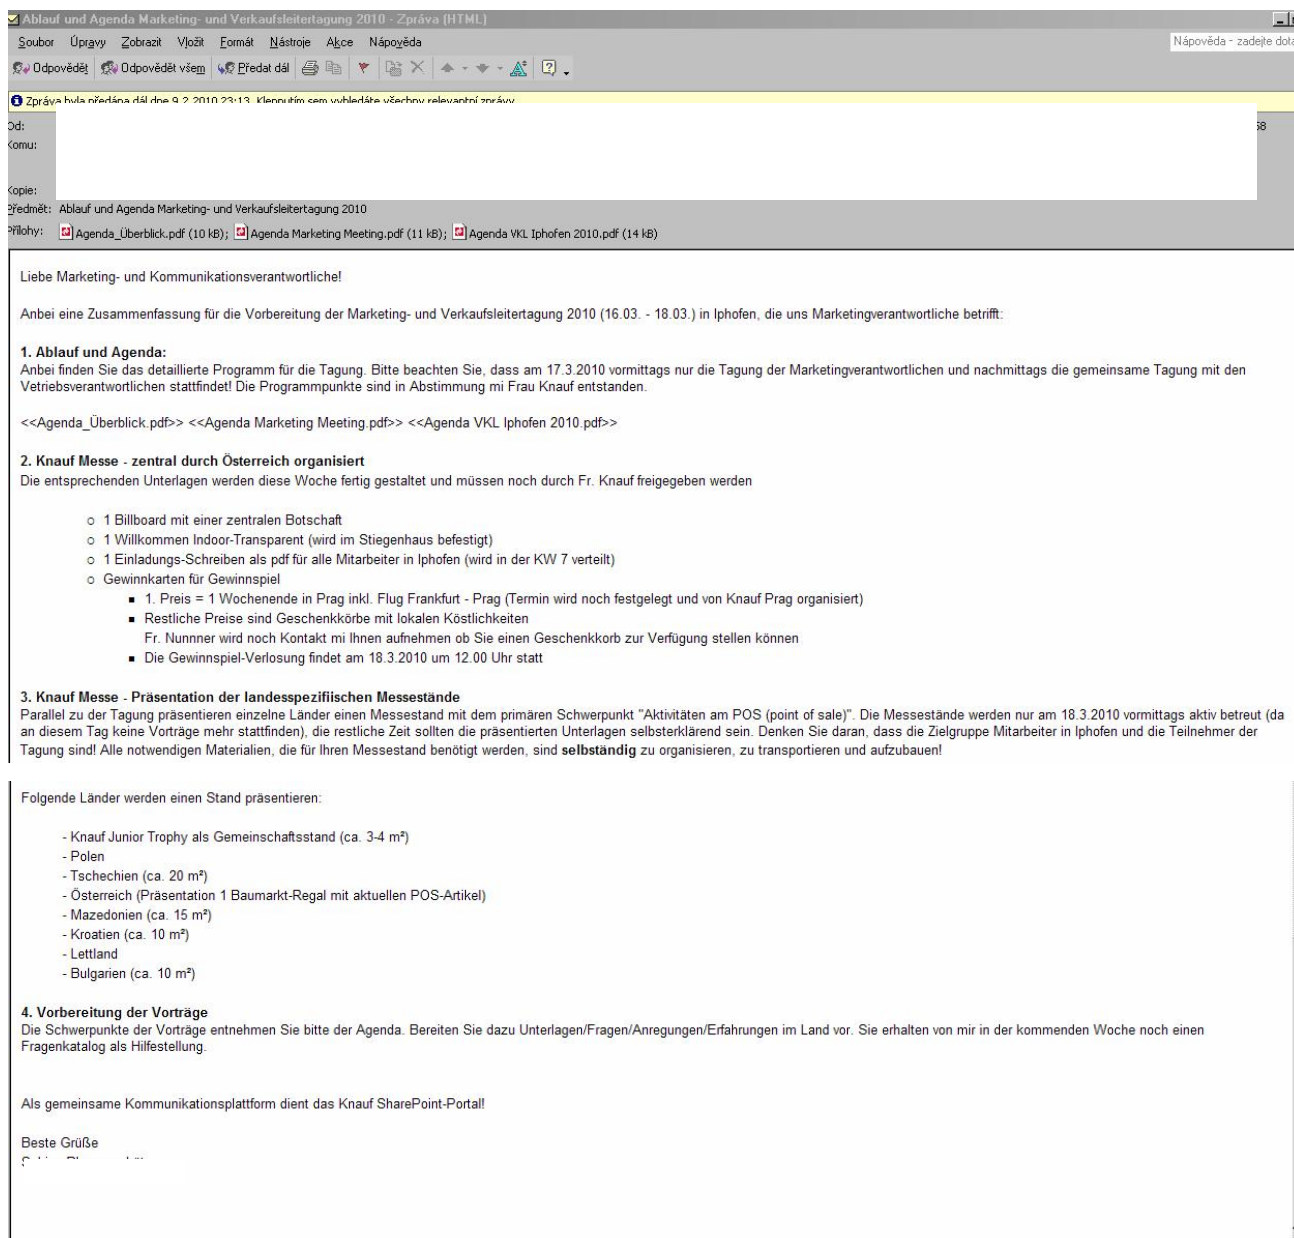 Ablauf und Agenda Marketing- und Verkaufsleitertagung 2010 - Zpráva (HTML)
Soubor Úpravy Zobrazit Vložit Formát Nástroje Akce Nápověda Nápověda - zadejte dota
Odpovědět Odpovědět všem Předat dál
Zpráva byla předána dál dne 9.2.2010 23:13. Klepnutím sem vyhledáte všechny relevantní zprávy.
Od: 58
Komu:
Kopie:
Předmět: Ablauf und Agenda Marketing- und Verkaufsleitertagung 2010
Přílohy: Agenda_Überblick.pdf (10 kB); Agenda Marketing Meeting.pdf (11 kB); Agenda VKL Iphofen 2010.pdf (14 kB)
Liebe Marketing- und Kommunikationsverantwortliche!
Anbei eine Zusammenfassung für die Vorbereitung der Marketing- und Verkaufsleitertagung 2010 (16.03. - 18.03.) in Iphofen, die uns Marketingverantwortliche betrifft:
1. Ablauf und Agenda:
Anbei finden Sie das detaillierte Programm für die Tagung. Bitte beachten Sie, dass am 17.3.2010 vormittags nur die Tagung der Marketingverantwortlichen und nachmittags die gemeinsame Tagung mit den
Vetriebsverantwortlichen stattfindet! Die Programmpunkte sind in Abstimmung mi Frau Knauf entstanden.
<<Agenda_Überblick.pdf>> <<Agenda Marketing Meeting.pdf>> <<Agenda VKL Iphofen 2010.pdf>>
2. Knauf Messe - zentral durch Österreich organisiert
Die entsprechenden Unterlagen werden diese Woche fertig gestaltet und müssen noch durch Fr. Knauf freigegeben werden
o 1 Billboard mit einer zentralen Botschaft
o 1 Willkommen Indoor-Transparent (wird im Stiegenhaus befestigt)
o 1 Einladungs-Schreiben als pdf für alle Mitarbeiter in Iphofen (wird in der KW 7 verteilt)
o Gewinnkarten für Gewinnspiel
▪ 1. Preis = 1 Wochenende in Prag inkl. Flug Frankfurt - Prag (Termin wird noch festgelegt und von Knauf Prag organisiert)
▪ Restliche Preise sind Geschenkkörbe mit lokalen Köstlichkeiten
Fr. Nunnner wird noch Kontakt mi Ihnen aufnehmen ob Sie einen Geschenkkorb zur Verfügung stellen können
▪ Die Gewinnspiel-Verlosung findet am 18.3.2010 um 12.00 Uhr statt
3. Knauf Messe - Präsentation der landesspezifiischen Messestände
Parallel zu der Tagung präsentieren einzelne Länder einen Messestand mit dem primären Schwerpunkt "Aktivitäten am POS (point of sale)". Die Messestände werden nur am 18.3.2010 vormittags aktiv betreut (da
an diesem Tag keine Vorträge mehr stattfinden), die restliche Zeit sollten die präsentierten Unterlagen selbsterklärend sein. Denken Sie daran, dass die Zielgruppe Mitarbeiter in Iphofen und die Teilnehmer der
Tagung sind! Alle notwendigen Materialien, die für Ihren Messestand benötigt werden, sind selbständig zu organisieren, zu transportieren und aufzubauen!
Folgende Länder werden einen Stand präsentieren:
- Knauf Junior Trophy als Gemeinschaftsstand (ca. 3-4 m²)
- Polen
- Tschechien (ca. 20 m²)
- Österreich (Präsentation 1 Baumarkt-Regal mit aktuellen POS-Artikel)
- Mazedonien (ca. 15 m²)
- Kroatien (ca. 10 m²)
- Lettland
- Bulgarien (ca. 10 m²)
4. Vorbereitung der Vorträge
Die Schwerpunkte der Vorträge entnehmen Sie bitte der Agenda. Bereiten Sie dazu Unterlagen/Fragen/Anregungen/Erfahrungen im Land vor. Sie erhalten von mir in der kommenden Woche noch einen
Fragenkatalog als Hilfestellung.
Als gemeinsame Kommunikationsplattform dient das Knauf SharePoint-Portal!
Beste Grüße